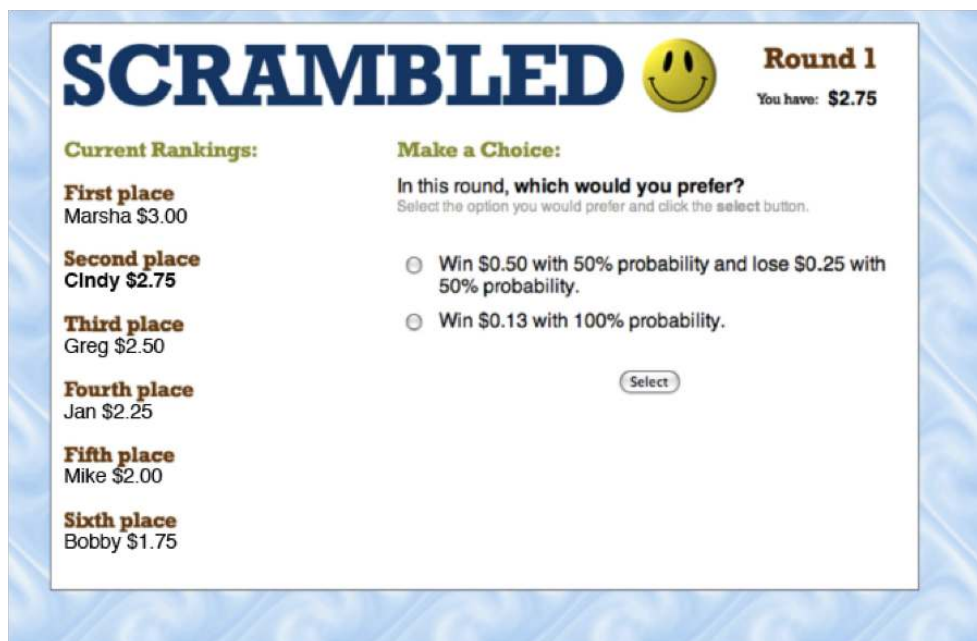 SCRAMBLED
Round 1
You have: $2.75
Current Rankings:
First place
Marsha $3.00
Second place
Cindy $2.75
Third place
Greg $2.50
Fourth place
Jan $2.25
Fifth place
Mike $2.00
Sixth place
Bobby $1.75
Make a Choice:
In this round, which would you prefer?
Select the option you would prefer and click the select button.
Win $0.50 with 50% probability and lose $0.25 with
50% probability.
Win $0.13 with 100% probability.
Select